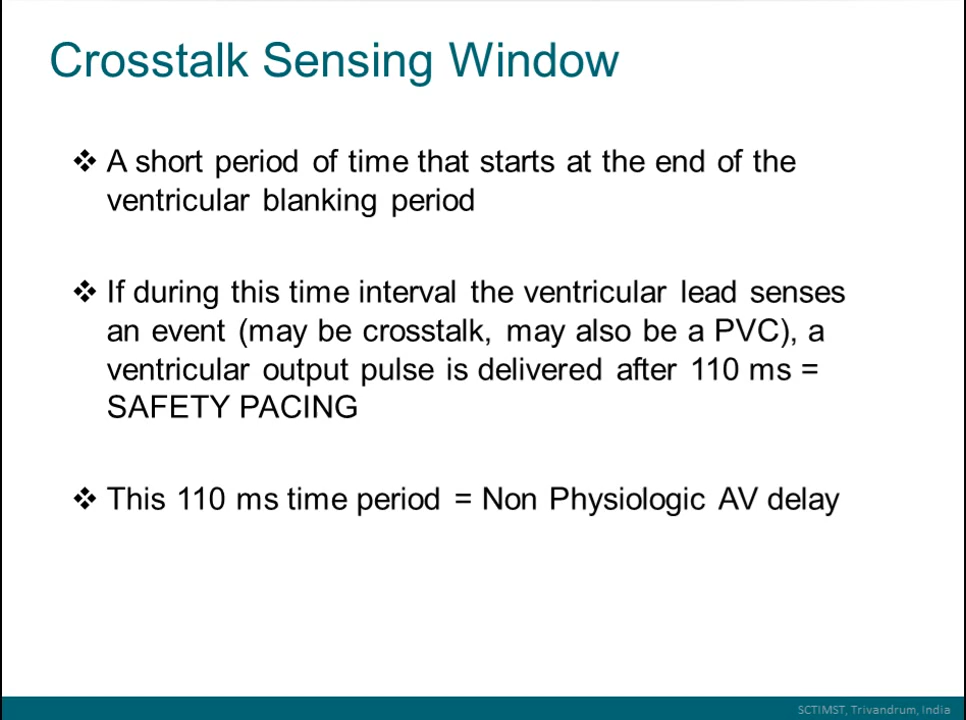 Crosstalk Sensing Window
❖ A short period of time that starts at the end of the
ventricular blanking period
❖ If during this time interval the ventricular lead senses
an event (may be crosstalk, may also be a PVC), a
ventricular output pulse is delivered after 110 ms =
SAFETY PACING
❖ This 110 ms time period = Non Physiologic AV delay
SCTIMST, Trivandrum, India